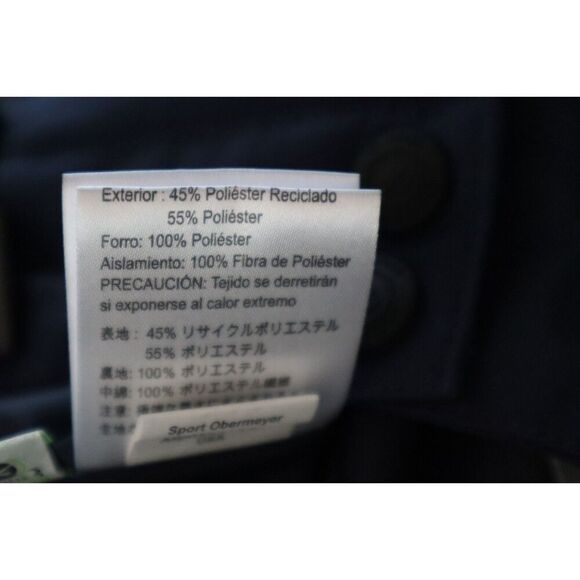 Exterior : 45% Poliéster Reciclado
55% Poliéster
Forro: 100% Poliéster
Aislamiento: 100% Fibra de Poliéster
PRECAUCIÓN: Tejido se derretirán
si exponerse al calor extremo
表地: 45% リサイクルポリエステル
55% ポリエステル
裏地: 100% ポリエステル
中綿: 100% ポリエステル繊維
注意:
Sport Obermeyer
USA